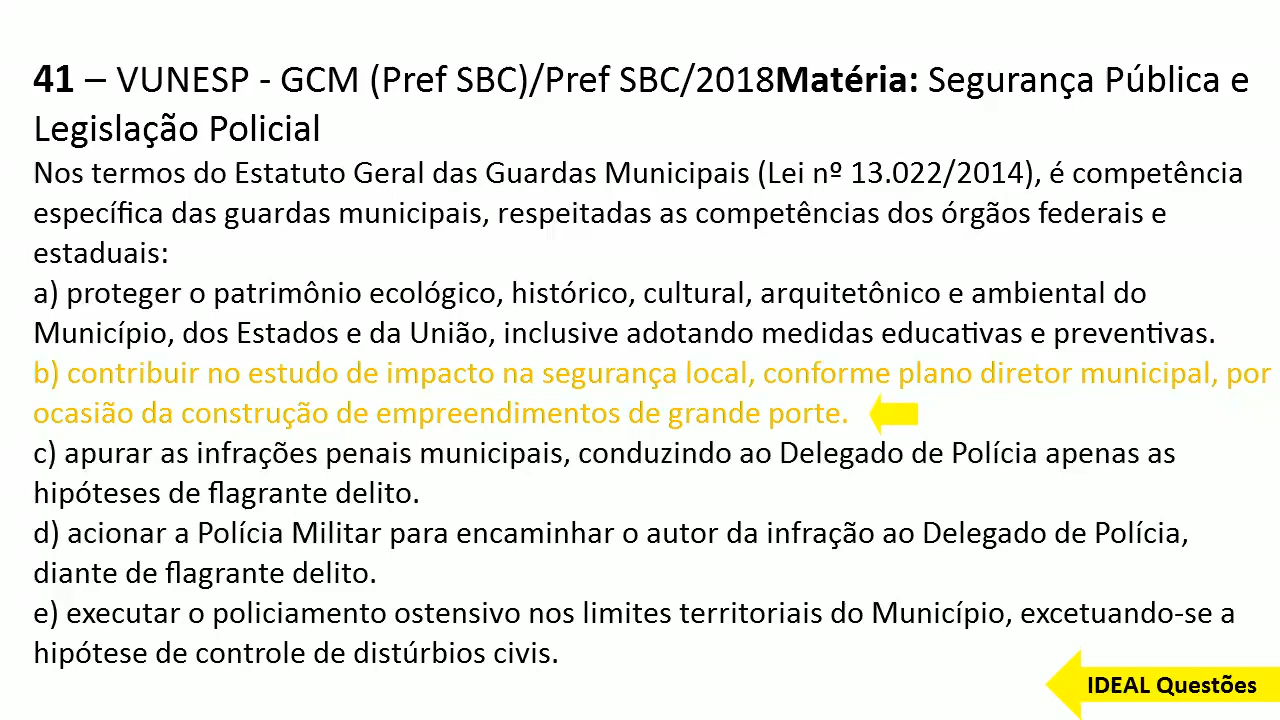 41 – VUNESP - GCM (Pref SBC)/Pref SBC/2018Matéria: Segurança Pública e
Legislação Policial
Nos termos do Estatuto Geral das Guardas Municipais (Lei nº 13.022/2014), é competência
específica das guardas municipais, respeitadas as competências dos órgãos federais e
estaduais:
a) proteger o patrimônio ecológico, histórico, cultural, arquitetônico e ambiental do
Município, dos Estados e da União, inclusive adotando medidas educativas e preventivas.
b) contribuir no estudo de impacto na segurança local, conforme plano diretor municipal, por
ocasião da construção de empreendimentos de grande porte.
c) apurar as infrações penais municipais, conduzindo ao Delegado de Polícia apenas as
hipóteses de flagrante delito.
d) acionar a Polícia Militar para encaminhar o autor da infração ao Delegado de Polícia,
diante de flagrante delito.
e) executar o policiamento ostensivo nos limites territoriais do Município, excetuando-se a
hipótese de controle de distúrbios civis.
IDEAL Questões